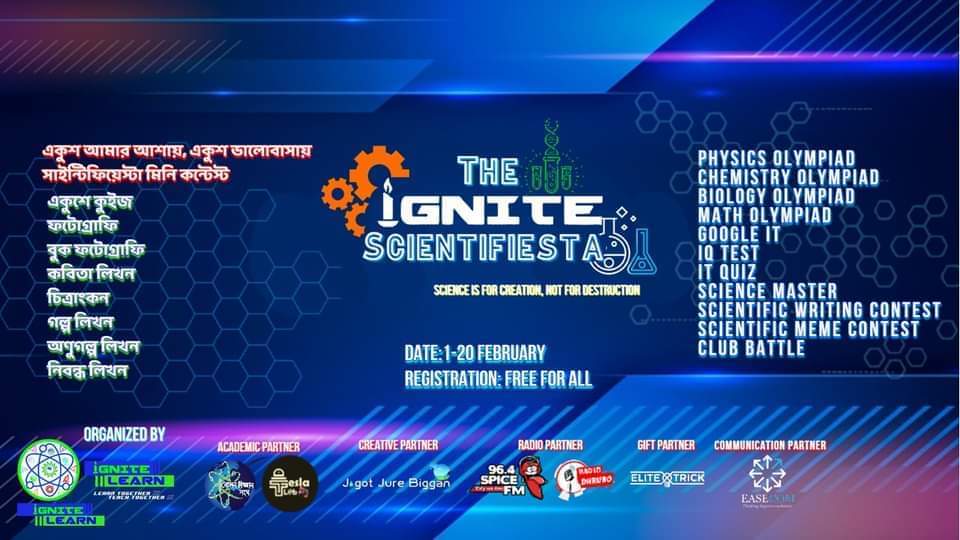 একুশ আমার আশায়, একুশ ভালোবাসায়
সাইন্টিফিয়েস্টা মিনি কন্টেস্ট
একুশে কুইজ
ফটোগ্রাফি
বুক ফটোগ্রাফি
কবিতা লিখন
চিত্রাংকন
গল্প লিখন
অণুগল্প লিখন
নিবন্ধ লিখন
THE
IGNITE
SCIENTIFIESTA
SCIENCE IS FOR CREATION, NOT FOR DESTRUCTION
DATE:1-20 FEBRUARY
REGISTRATION: FREE FOR ALL
PHYSICS OLYMPIAD
CHEMISTRY OLYMPIAD
BIOLOGY OLYMPIAD
MATH OLYMPIAD
GOOGLE IT
IQ TEST
IT QUIZ
SCIENCE MASTER
SCIENTIFIC WRITING CONTEST
SCIENTIFIC MEME CONTEST
CLUB BATTLE
ORGANIZED BY
IGNITE
LEARN
LEARN TOGETHER
TEACH TOGETHER
IGNITE
LEARN
ACADEMIC PARTNER
Tesla
CREATIVE PARTNER
Jogot Jure Biggan
RADIO PARTNER
96.4
SPICE
FM
RADIO
DHRUBO
GIFT PARTNER
ELITE TRICK
COMMUNICATION PARTNER
EASECOM